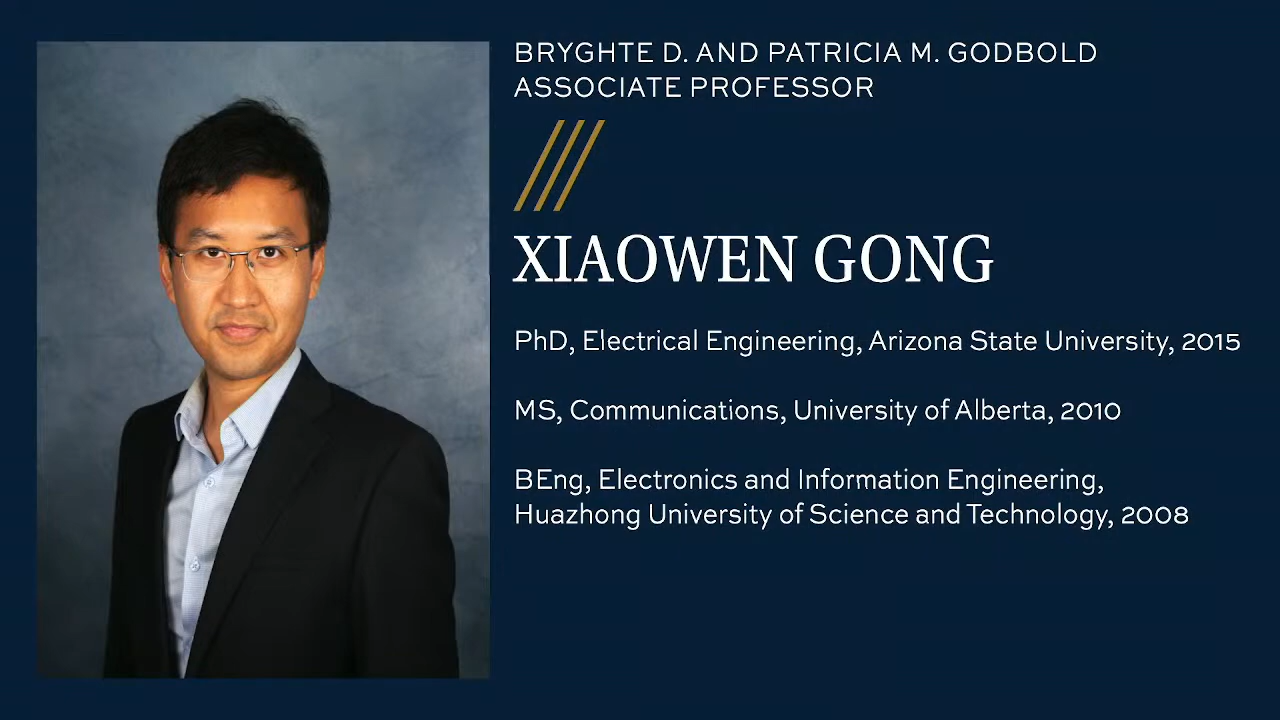 BRYGHTE D. AND PATRICIA M. GODBOLD
ASSOCIATE PROFESSOR
XIAOWEN GONG
PhD, Electrical Engineering, Arizona State University, 2015
MS, Communications, University of Alberta, 2010
BEng, Electronics and Information Engineering,
Huazhong University of Science and Technology, 2008